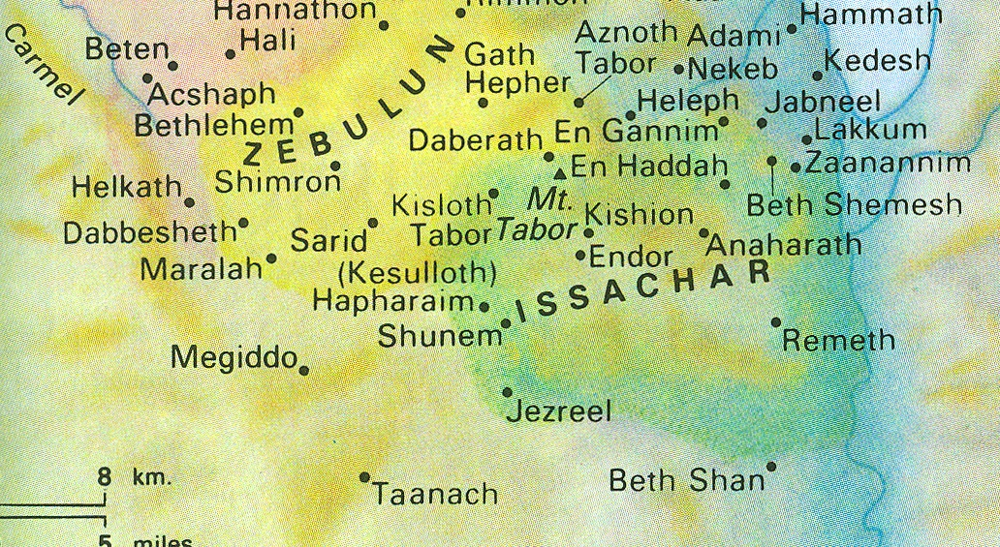 Hannathon
Rimmon
Hammath
Carmel
Beten
Hali
Gath
Hepher
Aznoth
Tabor
Adami
Nekeb
Kedesh
Acshaph
Bethlehem
ZEBULUN
Heleph
Jabneel
Daberath
En Gannim
Lakkum
En Haddah
Zaanannim
Helkath
Shimron
Kisloth
Tabor
(Kesulloth)
Mt.
Tabor
Kishion
Beth Shemesh
Dabbesheth
Sarid
Anaharath
Maralah
Endor
ISSACHAR
Hapharaim
Shunem
Remeth
Megiddo
Jezreel
8 km.
Taanach
Beth Shan
5 miles